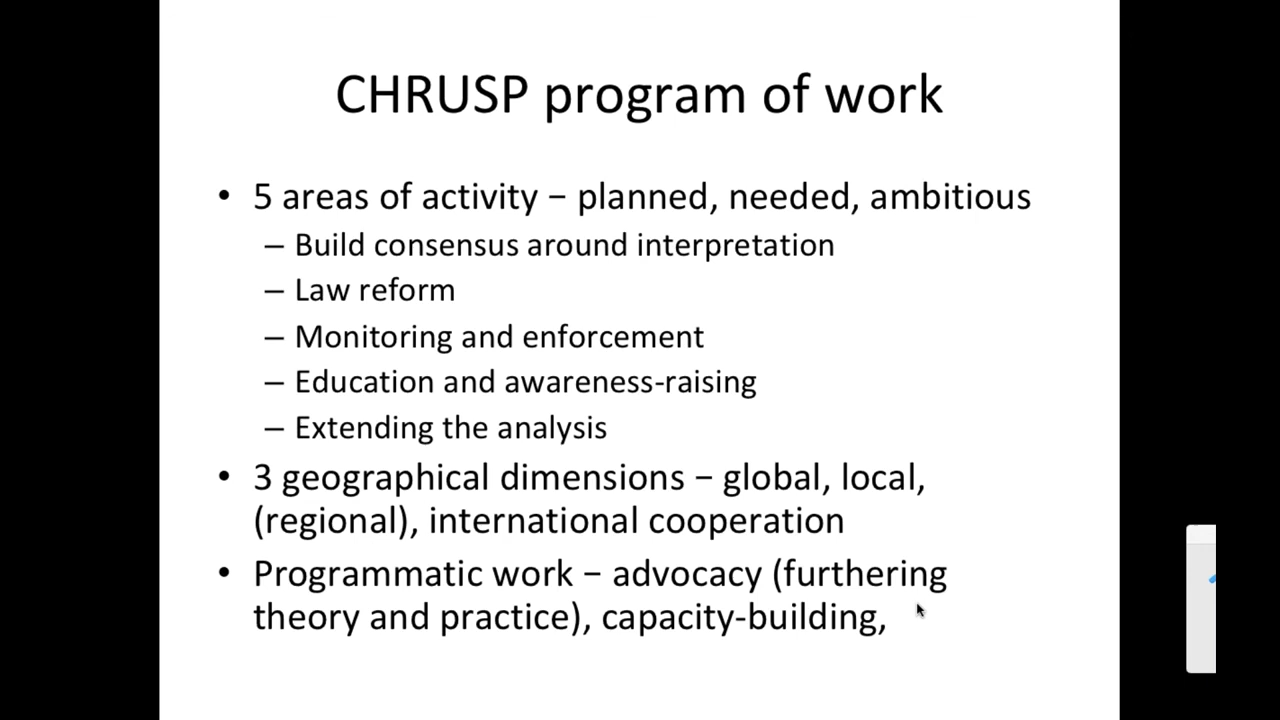 CHRUSP program of work
• 5 areas of activity – planned, needed, ambitious
– Build consensus around interpretation
– Law reform
– Monitoring and enforcement
– Education and awareness-raising
– Extending the analysis
• 3 geographical dimensions – global, local,
(regional), international cooperation
• Programmatic work – advocacy (furthering
theory and practice), capacity-building,